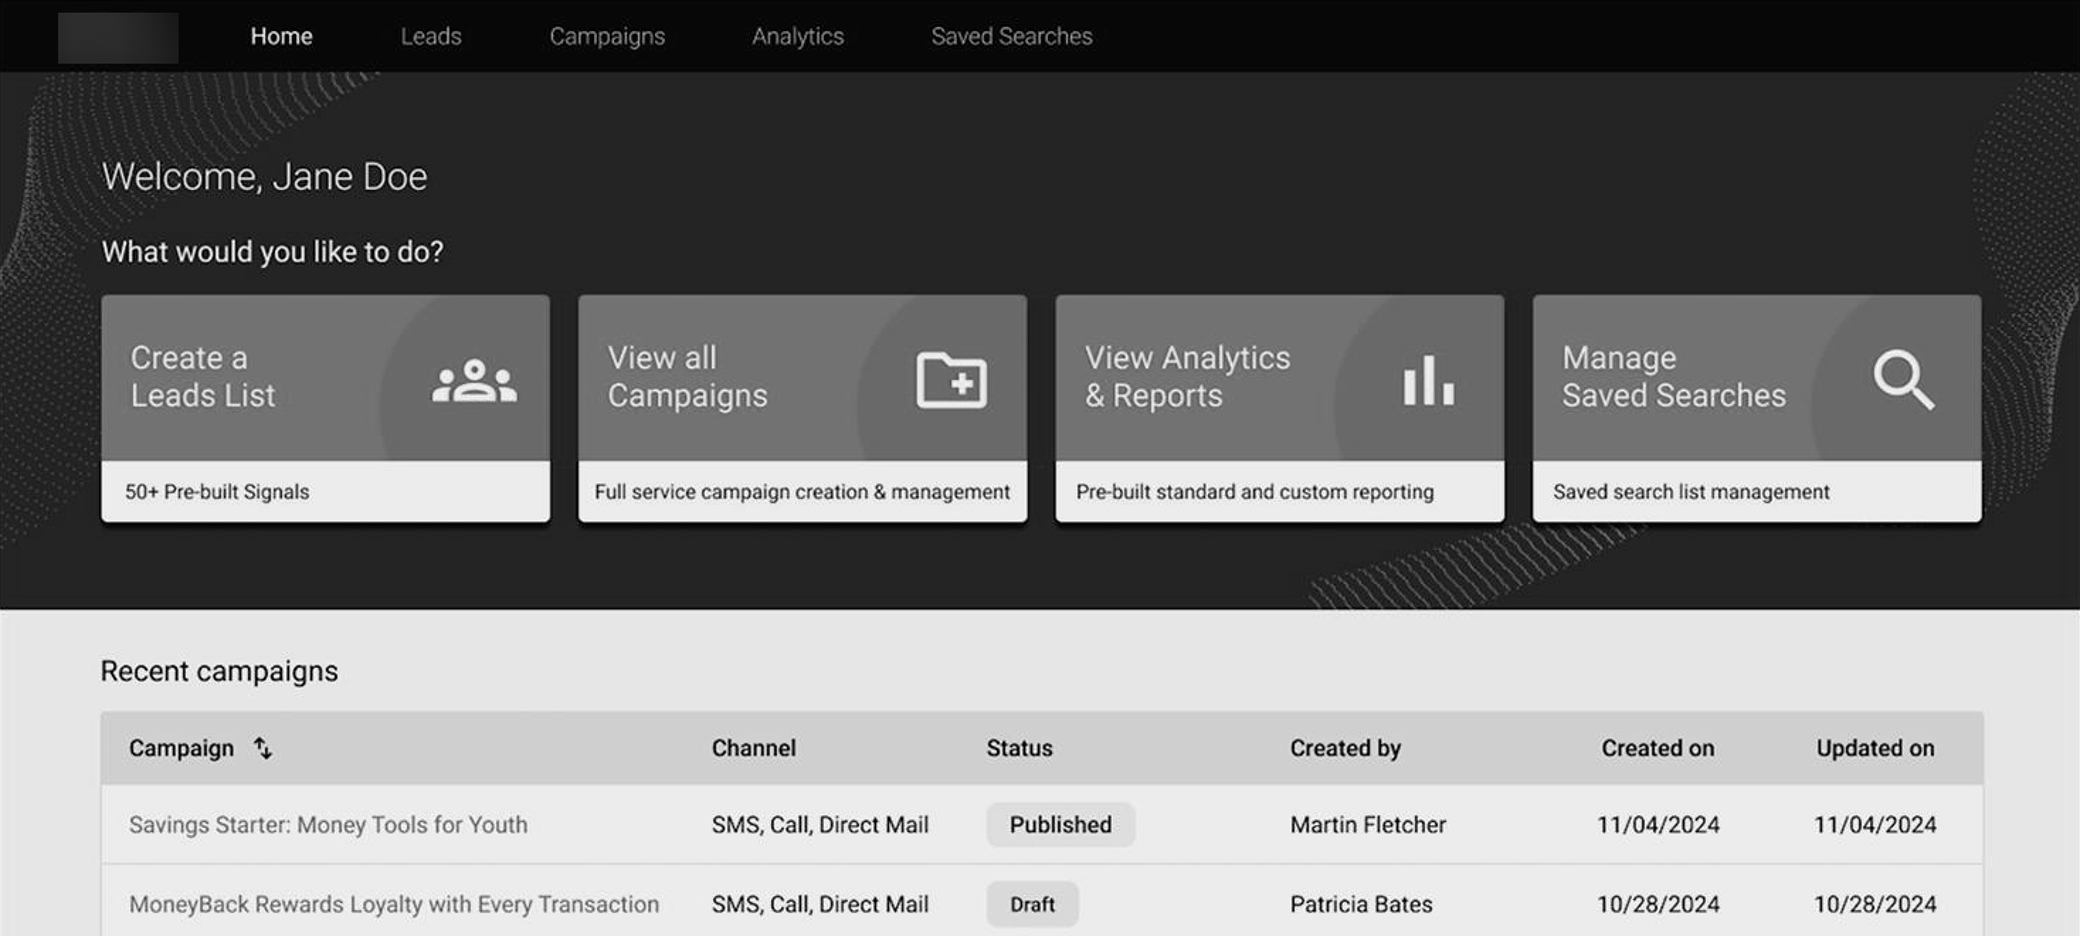 Home Leads Campaigns Analytics Saved Searches
Welcome, Jane Doe
What would you like to do?
Create a
Leads List
50+ Pre-built Signals
View all
Campaigns
Full service campaign creation & management
View Analytics
& Reports
Pre-built standard and custom reporting
Manage
Saved Searches
Saved search list management
Recent campaigns
Campaign Channel Status Created by Created on Updated on
Savings Starter: Money Tools for Youth SMS, Call, Direct Mail Published Martin Fletcher 11/04/2024 11/04/2024
MoneyBack Rewards Loyalty with Every Transaction SMS, Call, Direct Mail Draft Patricia Bates 10/28/2024 10/28/2024